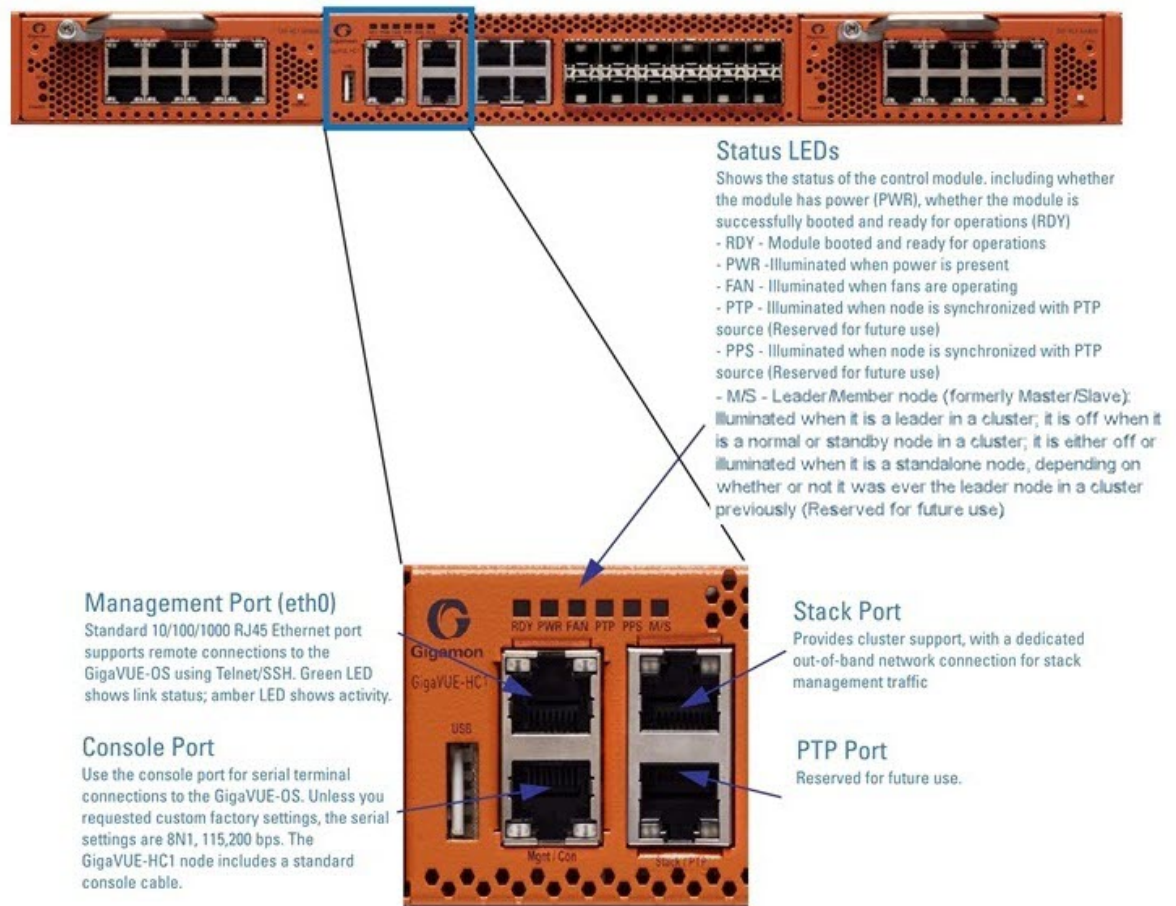 Gigamon
Status LEDs
Shows the status of the control module. including whether
the module has power (PWR), whether the module is
successfully booted and ready for operations (RDY)
- RDY - Module booted and ready for operations
- PWR -Illuminated when power is present
- FAN - Illuminated when fans are operating
- PTP - Illuminated when node is synchronized with PTP
source (Reserved for future use)
- PPS - Illuminated when node is synchronized with PTP
source (Reserved for future use)
- M/S - Leader/Member node (formerly Master/Slave):
Illuminated when it is a leader in a cluster; it is off when it
is a normal or standby node in a cluster; it is either off or
illuminated when it is a standalone node, depending on
whether or not it was ever the leader node in a cluster
previously (Reserved for future use)
Management Port (eth0)
Standard 10/100/1000 RJ45 Ethernet port
supports remote connections to the
GigaVUE-OS using Telnet/SSH. Green LED
shows link status; amber LED shows activity.
Console Port
Use the console port for serial terminal
connections to the GigaVUE-OS. Unless you
requested custom factory settings, the serial
settings are 8N1, 115,200 bps. The
GigaVUE-HC1 node includes a standard
console cable.
RDY PWR FAN PTP PPS M/S
Gigamon
GigaVUE-HC1
USB
Mgnt / Con
Stack / PTP
Stack Port
Provides cluster support, with a dedicated
out-of-band network connection for stack
management traffic
PTP Port
Reserved for future use.